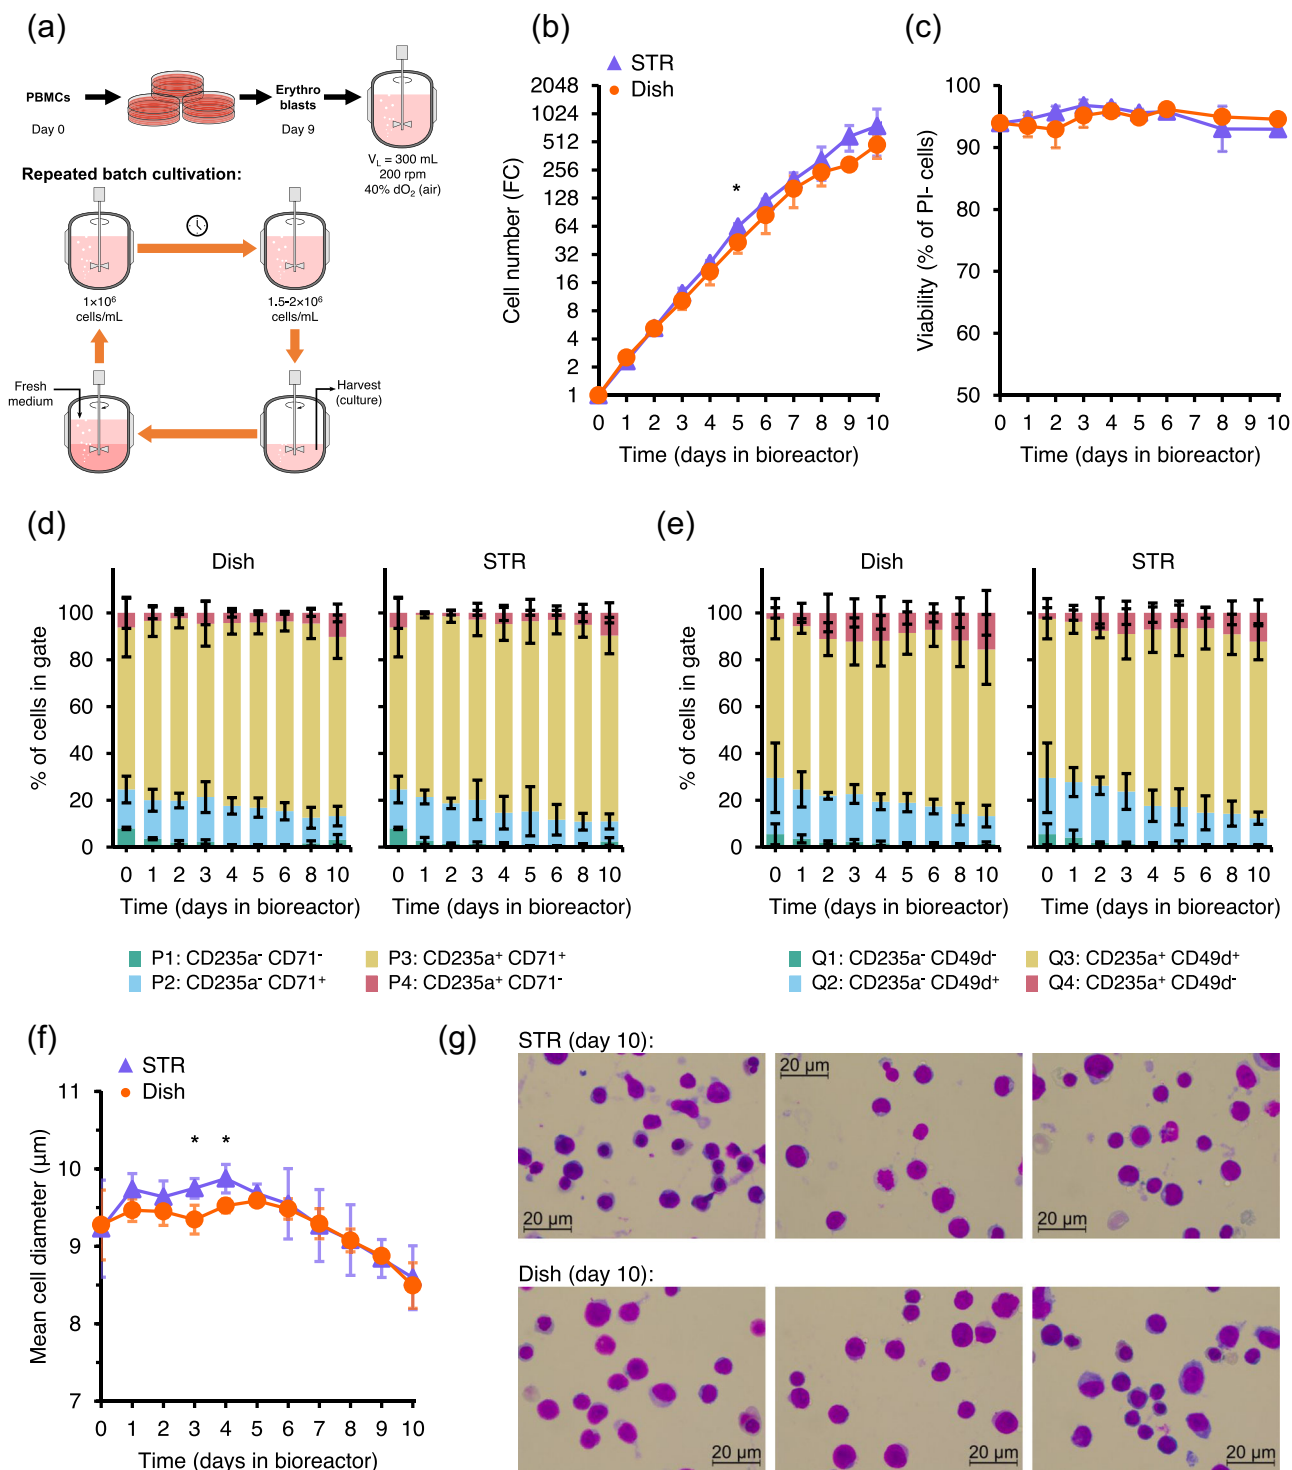 (a)
PBMCs
Day 0
Erythro
blasts
Day 9
V_L = 300 mL
200 rpm
40% dO₂ (air)
Repeated batch cultivation:
1×10⁶
cells/mL
1.5-2×10⁶
cells/mL
Fresh
medium
Harvest
(culture)
(b)
STR
Dish
Cell number (FC)
2048
1024
512
256
128
64
32
16
8
4
2
1
*
0 1 2 3 4 5 6 7 8 9 10
Time (days in bioreactor)
(c)
Viability (% of PI- cells)
100
90
80
70
60
50
0 1 2 3 4 5 6 8 10
Time (days in bioreactor)
(d)
Dish
STR
% of cells in gate
100
80
60
40
20
0
0 1 2 3 4 5 6 8 10
0 1 2 3 4 5 6 8 10
Time (days in bioreactor)
Time (days in bioreactor)
P1: CD235a⁻ CD71⁻
P2: CD235a⁻ CD71⁺
P3: CD235a⁺ CD71⁺
P4: CD235a⁺ CD71⁻
(e)
Dish
STR
% of cells in gate
100
80
60
40
20
0
0 1 2 3 4 5 6 8 10
0 1 2 3 4 5 6 8 10
Time (days in bioreactor)
Time (days in bioreactor)
Q1: CD235a⁻ CD49d⁻
Q2: CD235a⁻ CD49d⁺
Q3: CD235a⁺ CD49d⁺
Q4: CD235a⁺ CD49d⁻
(f)
STR
Dish
Mean cell diameter (µm)
11
10
9
8
7
* *
0 1 2 3 4 5 6 7 8 9 10
Time (days in bioreactor)
(g)
STR (day 10):
20 µm
20 µm
20 µm
Dish (day 10):
20 µm
20 µm
20 µm